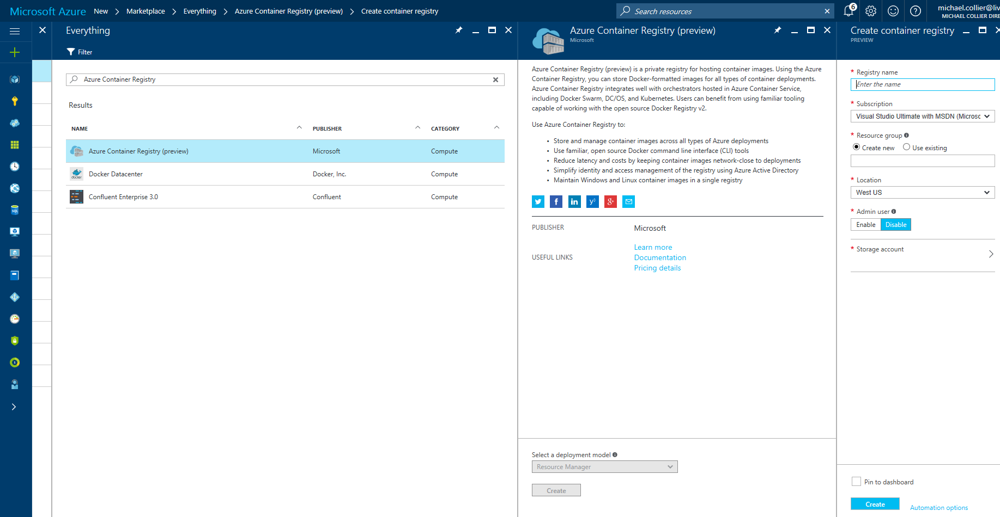 Microsoft Azure New > Marketplace > Everything > Azure Container Registry (preview) > Create container registry
Search resources
6
michael.collier@liv
MICHAEL COLLIER DIRE
Everything
Filter
Azure Container Registry
Results
NAME PUBLISHER CATEGORY
Azure Container Registry (preview) Microsoft Compute
docker
Docker Datacenter Docker, Inc. Compute
Confluent Enterprise 3.0 Confluent Compute
SQL
Azure Container Registry (preview)
Microsoft
Azure Container Registry (preview) is a private registry for hosting container images. Using the Azure
Container Registry, you can store Docker-formatted images for all types of container deployments.
Azure Container Registry integrates well with orchestrators hosted in Azure Container Service,
including Docker Swarm, DC/OS, and Kubernetes. Users can benefit from using familiar tooling
capable of working with the open source Docker Registry v2.
Use Azure Container Registry to:
• Store and manage container images across all types of Azure deployments
• Use familiar, open source Docker command line interface (CLI) tools
• Reduce latency and costs by keeping container images network-close to deployments
• Simplify identity and access management of the registry using Azure Active Directory
• Maintain Windows and Linux container images in a single registry
PUBLISHER Microsoft
USEFUL LINKS
Learn more
Documentation
Pricing details
Select a deployment model
Resource Manager
Create
Create container registry
PREVIEW
* Registry name
Enter the name
* Subscription
Visual Studio Ultimate with MSDN (Microsc
* Resource group
Create new Use existing
* Location
West US
* Admin user
Enable Disable
* Storage account
Pin to dashboard
Create Automation options